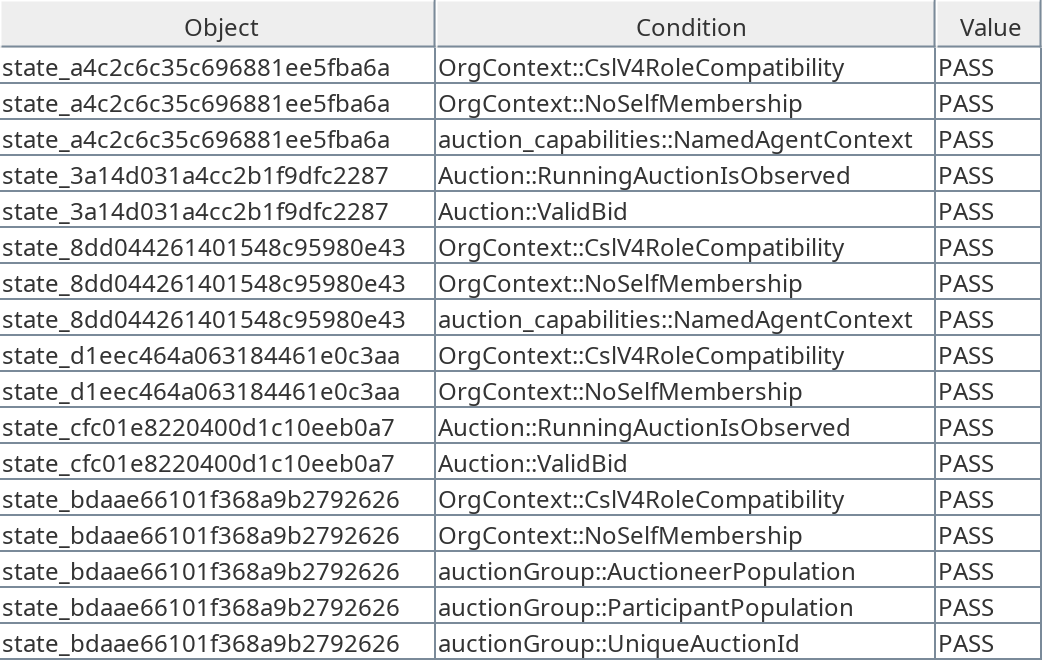 Object Condition Value
state_a4c2c6c35c696881ee5fba6a OrgContext::CslV4RoleCompatibility PASS
state_a4c2c6c35c696881ee5fba6a OrgContext::NoSelfMembership PASS
state_a4c2c6c35c696881ee5fba6a auction_capabilities::NamedAgentContext PASS
state_3a14d031a4cc2b1f9dfc2287 Auction::RunningAuctionIsObserved PASS
state_3a14d031a4cc2b1f9dfc2287 Auction::ValidBid PASS
state_8dd044261401548c95980e43 OrgContext::CslV4RoleCompatibility PASS
state_8dd044261401548c95980e43 OrgContext::NoSelfMembership PASS
state_8dd044261401548c95980e43 auction_capabilities::NamedAgentContext PASS
state_d1eec464a063184461e0c3aa OrgContext::CslV4RoleCompatibility PASS
state_d1eec464a063184461e0c3aa OrgContext::NoSelfMembership PASS
state_cfc01e8220400d1c10eeb0a7 Auction::RunningAuctionIsObserved PASS
state_cfc01e8220400d1c10eeb0a7 Auction::ValidBid PASS
state_bdaae66101f368a9b2792626 OrgContext::CslV4RoleCompatibility PASS
state_bdaae66101f368a9b2792626 OrgContext::NoSelfMembership PASS
state_bdaae66101f368a9b2792626 auctionGroup::AuctioneerPopulation PASS
state_bdaae66101f368a9b2792626 auctionGroup::ParticipantPopulation PASS
state_bdaae66101f368a9b2792626 auctionGroup::UniqueAuctionId PASS